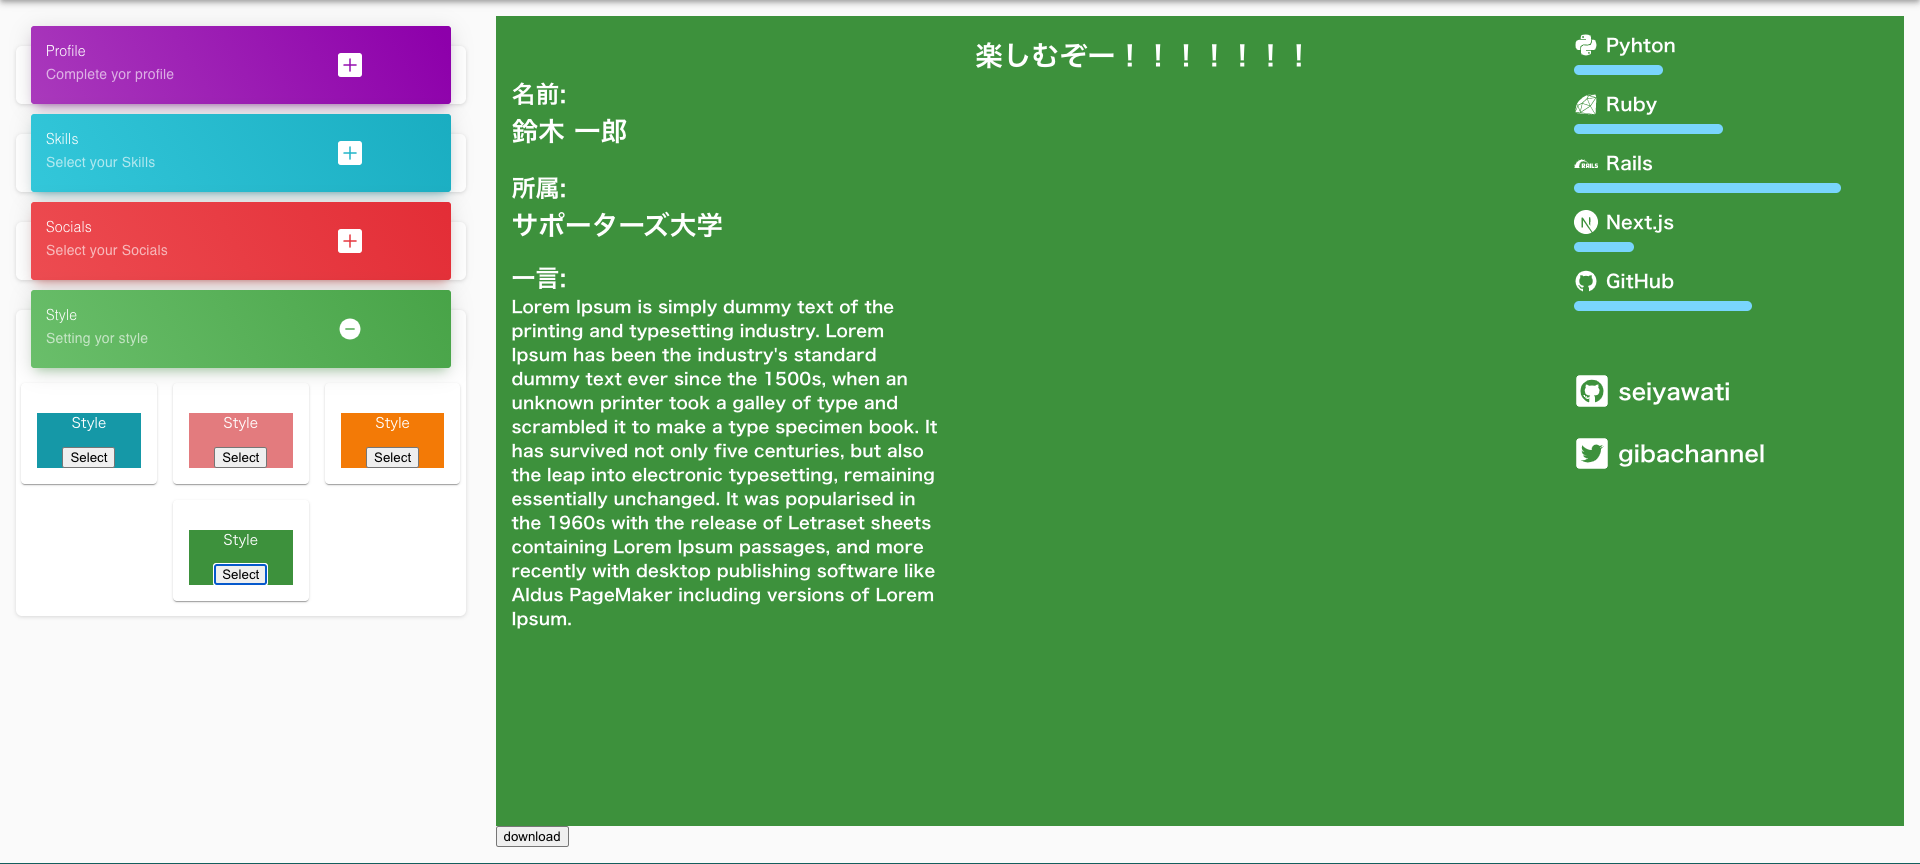 Profile
Complete yor profile
Skills
Select your Skills
Socials
Select your Socials
Style
Setting yor style
Style
Select
Style
Select
Style
Select
Style
Select
楽しむぞー！！！！！！！
名前:
鈴木 一郎
所属:
サポーターズ大学
一言:
Lorem Ipsum is simply dummy text of the
printing and typesetting industry. Lorem
Ipsum has been the industry's standard
dummy text ever since the 1500s, when an
unknown printer took a galley of type and
scrambled it to make a type specimen book. It
has survived not only five centuries, but also
the leap into electronic typesetting, remaining
essentially unchanged. It was popularised in
the 1960s with the release of Letraset sheets
containing Lorem Ipsum passages, and more
recently with desktop publishing software like
Aldus PageMaker including versions of Lorem
Ipsum.
Pyhton
Ruby
RAILS Rails
N Next.js
GitHub
seiyawati
gibachannel
download